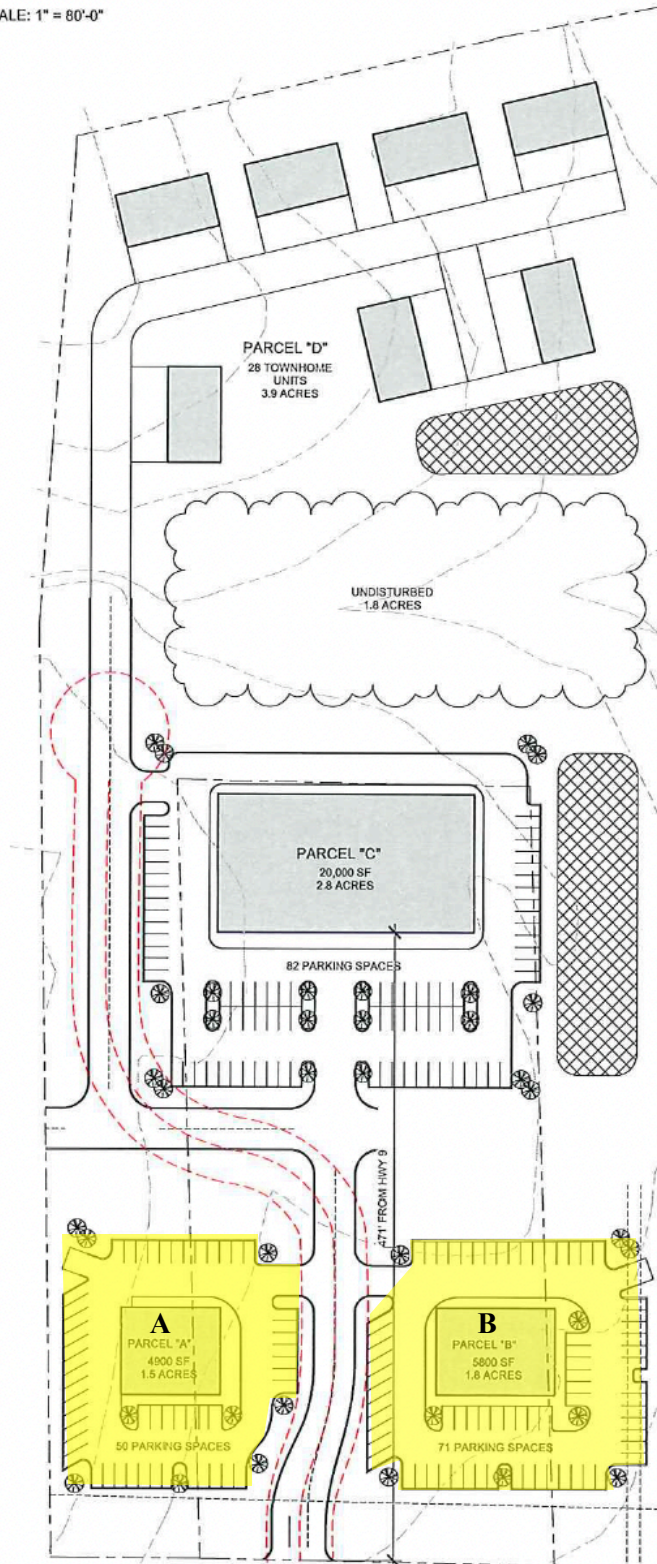 ALE: 1" = 80'-0"
PARCEL "D"
28 TOWNHOME
UNITS
3.9 ACRES
UNDISTURBED
1.8 ACRES
PARCEL "C"
20,000 SF
2.8 ACRES
82 PARKING SPACES
471' FROM HWY 9
A
PARCEL "A"
4900 SF
1.5 ACRES
50 PARKING SPACES
B
PARCEL "B"
5800 SF
1.8 ACRES
71 PARKING SPACES